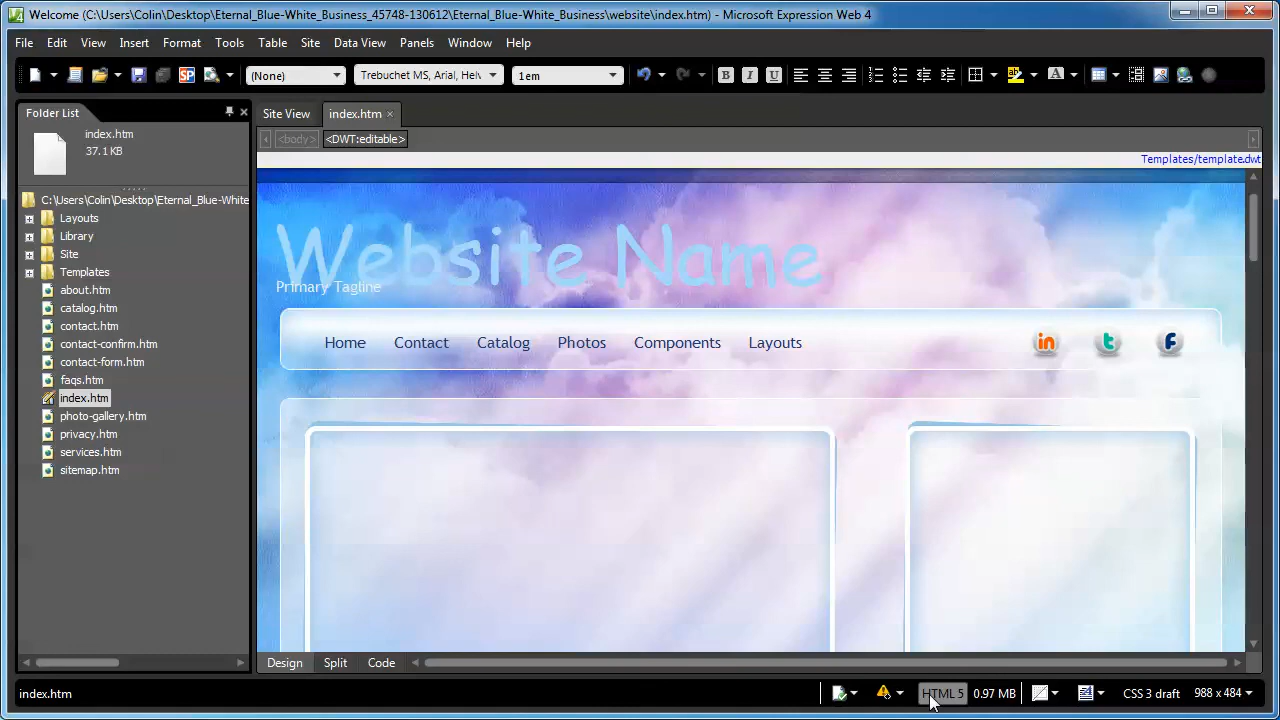 Welcome (C:\Users\Colin\Desktop\Eternal_Blue-White_Business_45748-130612\Eternal_Blue-White_Business\website\index.htm) - Microsoft Expression Web 4
File Edit View Insert Format Tools Table Site Data View Panels Window Help
(None) Trebuchet MS, Arial, Helv 1em B I U A
Folder List
Site View index.htm
index.htm
37.1 KB
<body> <DWT:editable>
Templates/template.dwt
C:\Users\Colin\Desktop\Eternal_Blue-White
Layouts
Library
Site
Templates
about.htm
catalog.htm
contact.htm
contact-confirm.htm
contact-form.htm
faqs.htm
index.htm
photo-gallery.htm
privacy.htm
services.htm
sitemap.htm
Website Name
Primary Tagline
Home Contact Catalog Photos Components Layouts in t f
Design Split Code
index.htm HTML 5 0.97 MB CSS 3 draft 988 x 484